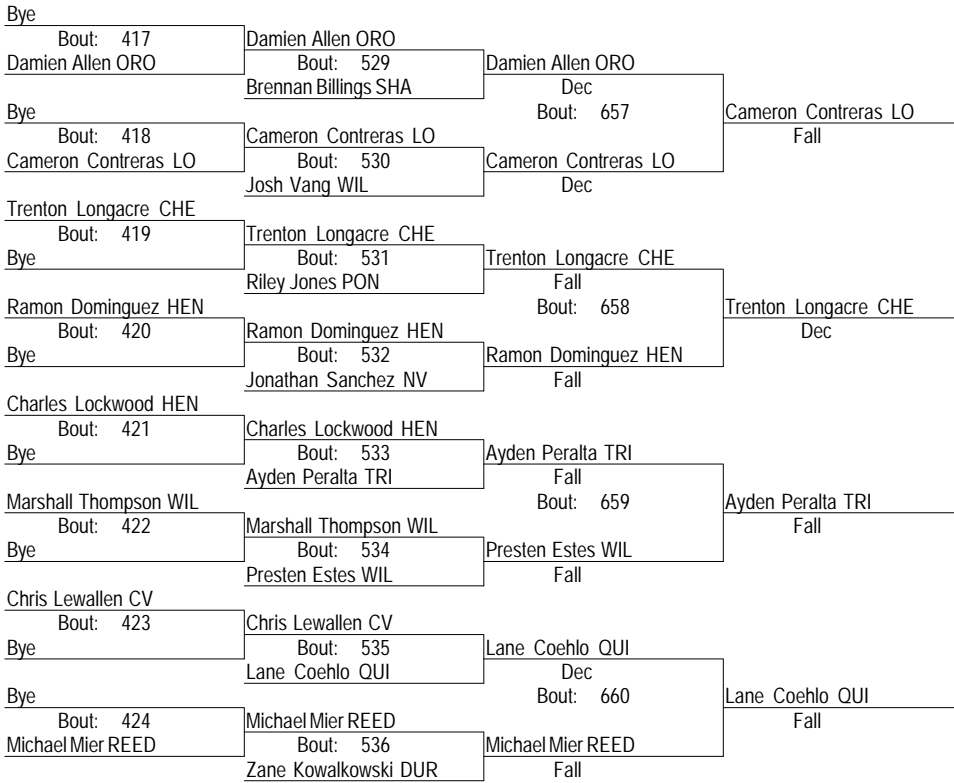 Bye
Bout: 417
Damien Allen ORO
Damien Allen ORO
Bout: 529
Brennan Billings SHA
Damien Allen ORO
Dec
Bout: 657
Cameron Contreras LO
Fall
Bye
Bout: 418
Cameron Contreras LO
Cameron Contreras LO
Bout: 530
Josh Vang WIL
Cameron Contreras LO
Dec
Trenton Longacre CHE
Bout: 419
Bye
Trenton Longacre CHE
Bout: 531
Riley Jones PON
Trenton Longacre CHE
Fall
Bout: 658
Trenton Longacre CHE
Dec
Ramon Dominguez HEN
Bout: 420
Bye
Ramon Dominguez HEN
Bout: 532
Jonathan Sanchez NV
Ramon Dominguez HEN
Fall
Charles Lockwood HEN
Bout: 421
Bye
Charles Lockwood HEN
Bout: 533
Ayden Peralta TRI
Ayden Peralta TRI
Fall
Bout: 659
Ayden Peralta TRI
Fall
Marshall Thompson WIL
Bout: 422
Bye
Marshall Thompson WIL
Bout: 534
Presten Estes WIL
Presten Estes WIL
Fall
Chris Lewallen CV
Bout: 423
Bye
Chris Lewallen CV
Bout: 535
Lane Coehlo QUI
Lane Coehlo QUI
Dec
Bout: 660
Lane Coehlo QUI
Fall
Bye
Bout: 424
Michael Mier REED
Michael Mier REED
Bout: 536
Zane Kowalkowski DUR
Michael Mier REED
Fall